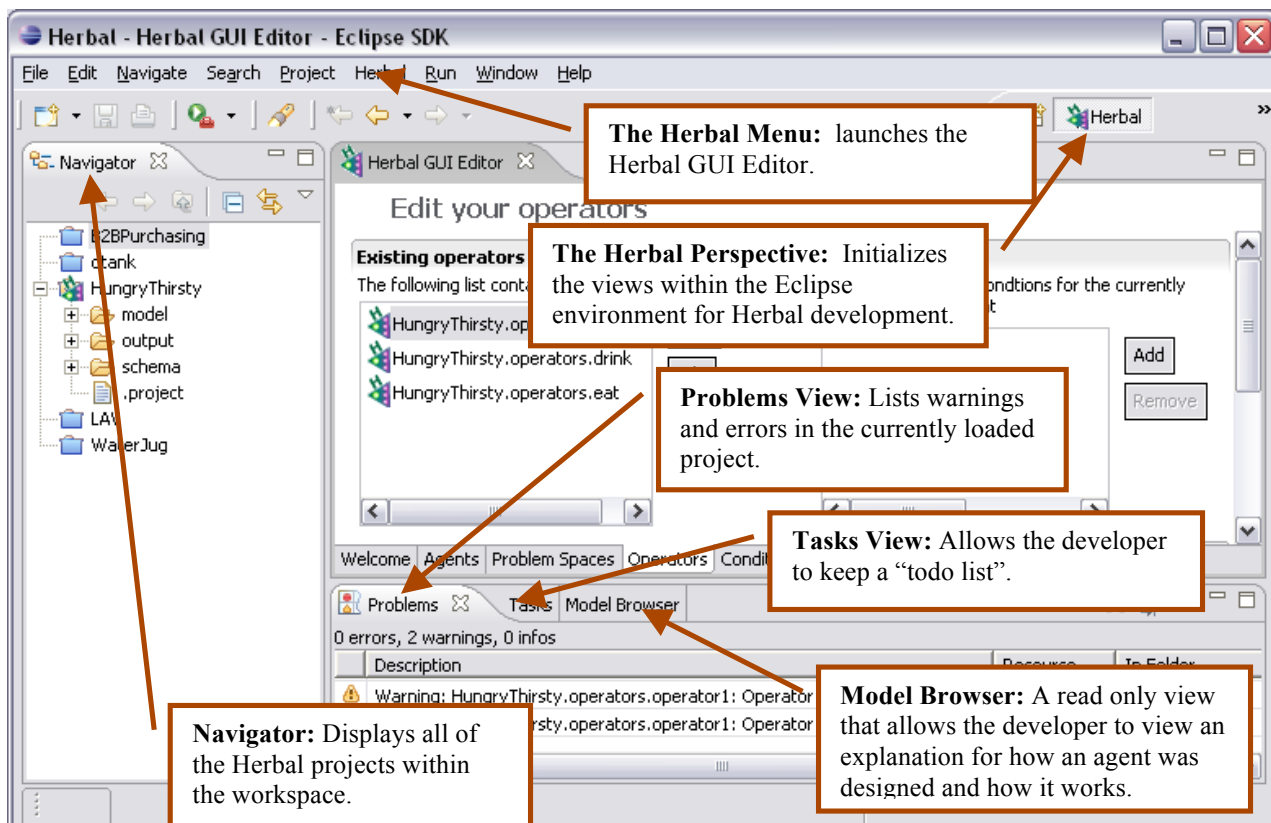 Herbal - Herbal GUI Editor - Eclipse SDK
File Edit Navigate Search Project Herbal Run Window Help
The Herbal Menu: launches the
Herbal GUI Editor.
Herbal
»
Navigator
Herbal GUI Editor
Edit your operators
B2BPurchasing
dtank
HungryThirsty
model
output
schema
.project
LAV
WaterJug
The Herbal Perspective: Initializes
the views within the Eclipse
environment for Herbal development.
Existing operators
The following list conta
ondtions for the currently
t
HungryThirsty.op
HungryThirsty.operators.drink
HungryThirsty.operators.eat
Add
Remove
Problems View: Lists warnings
and errors in the currently loaded
project.
Tasks View: Allows the developer
to keep a “todo list”.
Welcome Agents Problem Spaces Operators Condit
Problems Tasks Model Browser
0 errors, 2 warnings, 0 infos
Description Resource In Folder
Warning: HungryThirsty.operators.operator1: Operator
sty.operators.operator1: Operator
Model Browser: A read only view
that allows the developer to view an
explanation for how an agent was
designed and how it works.
Navigator: Displays all of
the Herbal projects within
the workspace.